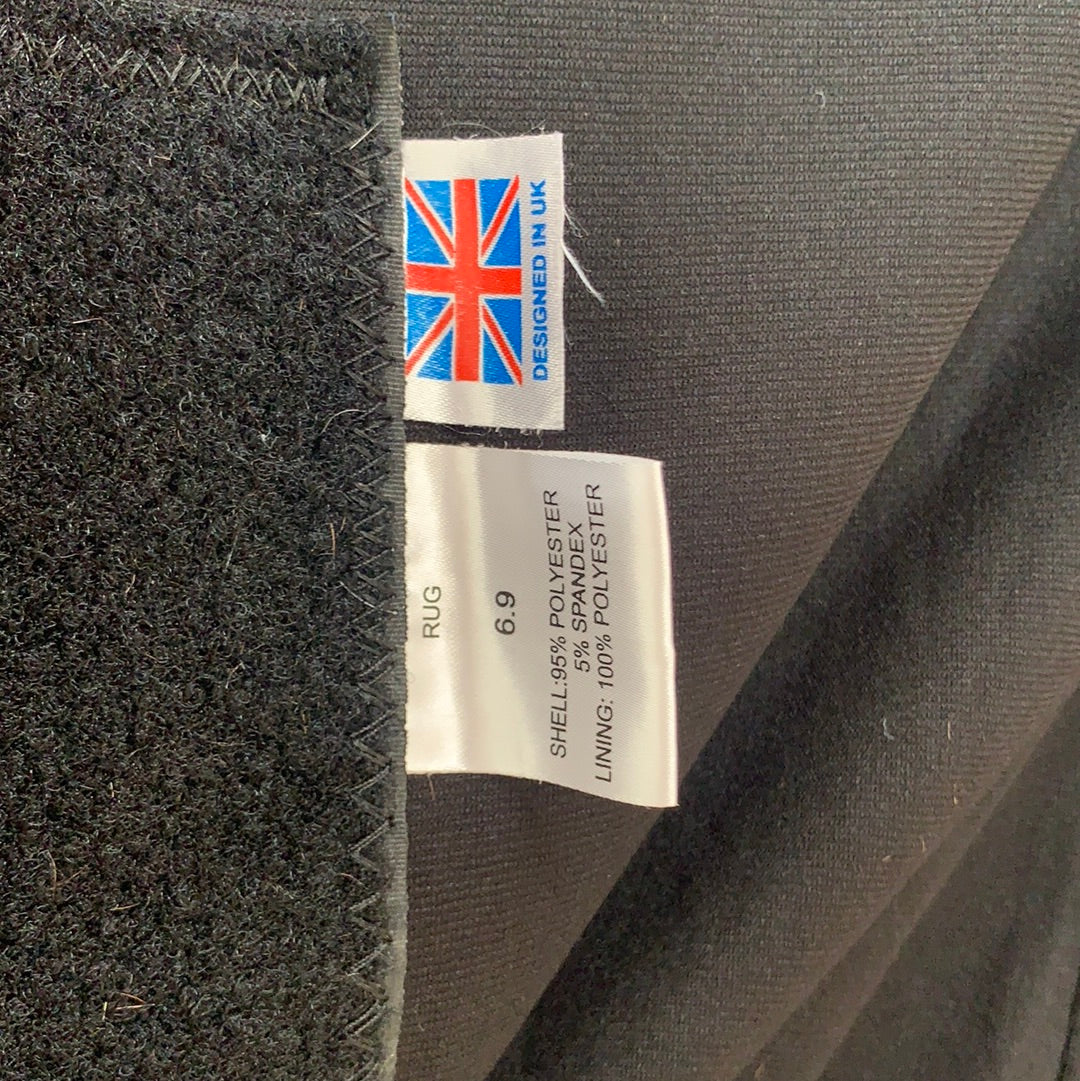 DESIGNED IN UK
RUG
6.9
SHELL:95% POLYESTER
5% SPANDEX
LINING: 100% POLYESTER